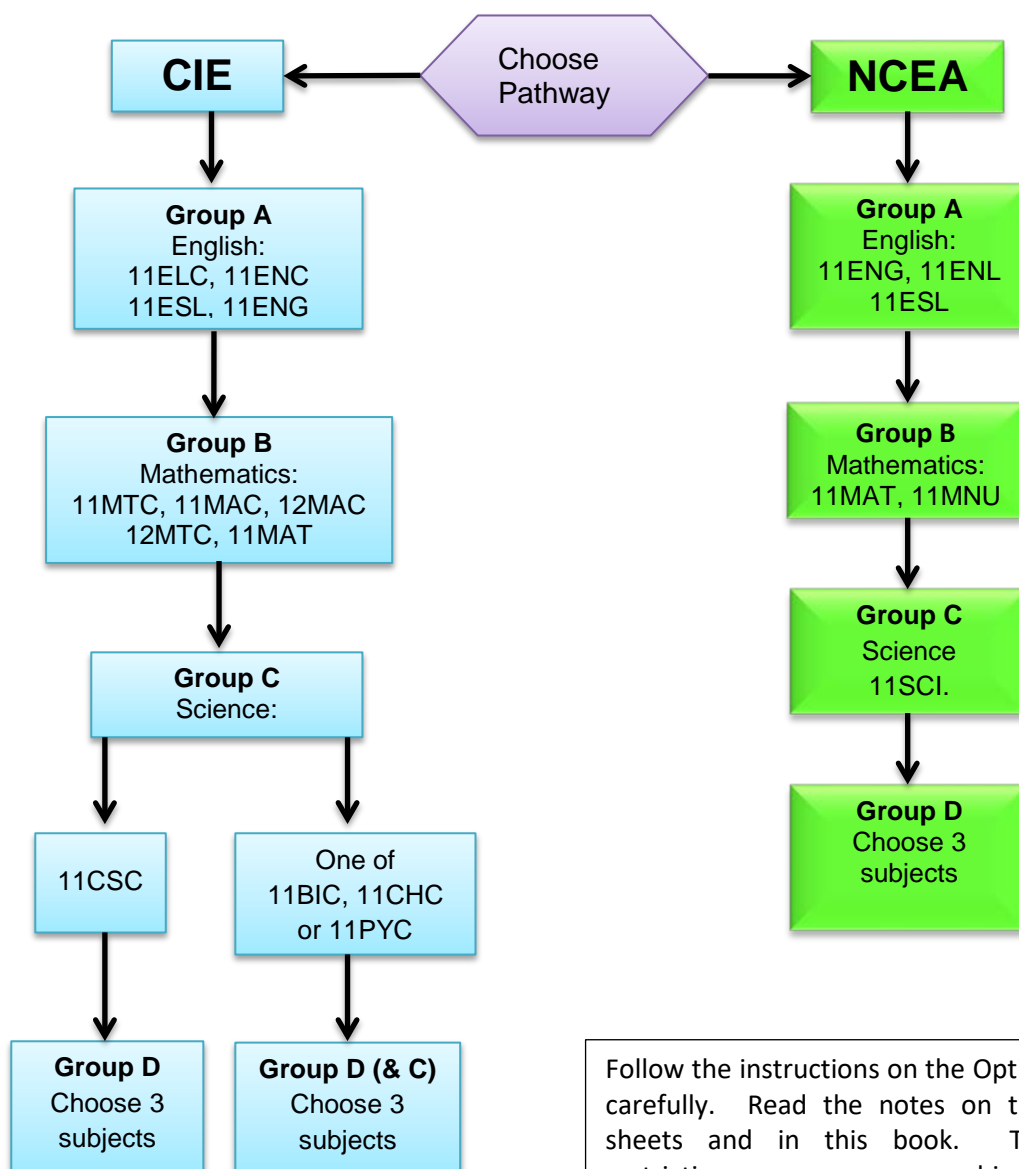 Choose
Pathway
CIE
NCEA
Group A
English:
11ELC, 11ENC
11ESL, 11ENG
Group B
Mathematics:
11MTC, 11MAC, 12MAC
12MTC, 11MAT
Group C
Science:
11CSC
One of
11BIC, 11CHC
or 11PYC
Group D
Choose 3
subjects
Group D (& C)
Choose 3
subjects
Group A
English:
11ENG, 11ENL
11ESL
Group B
Mathematics:
11MAT, 11MNU
Group C
Science
11SCI.
Group D
Choose 3
subjects
Follow the instructions on the
carefully. Read the notes on
sheets and in this book.